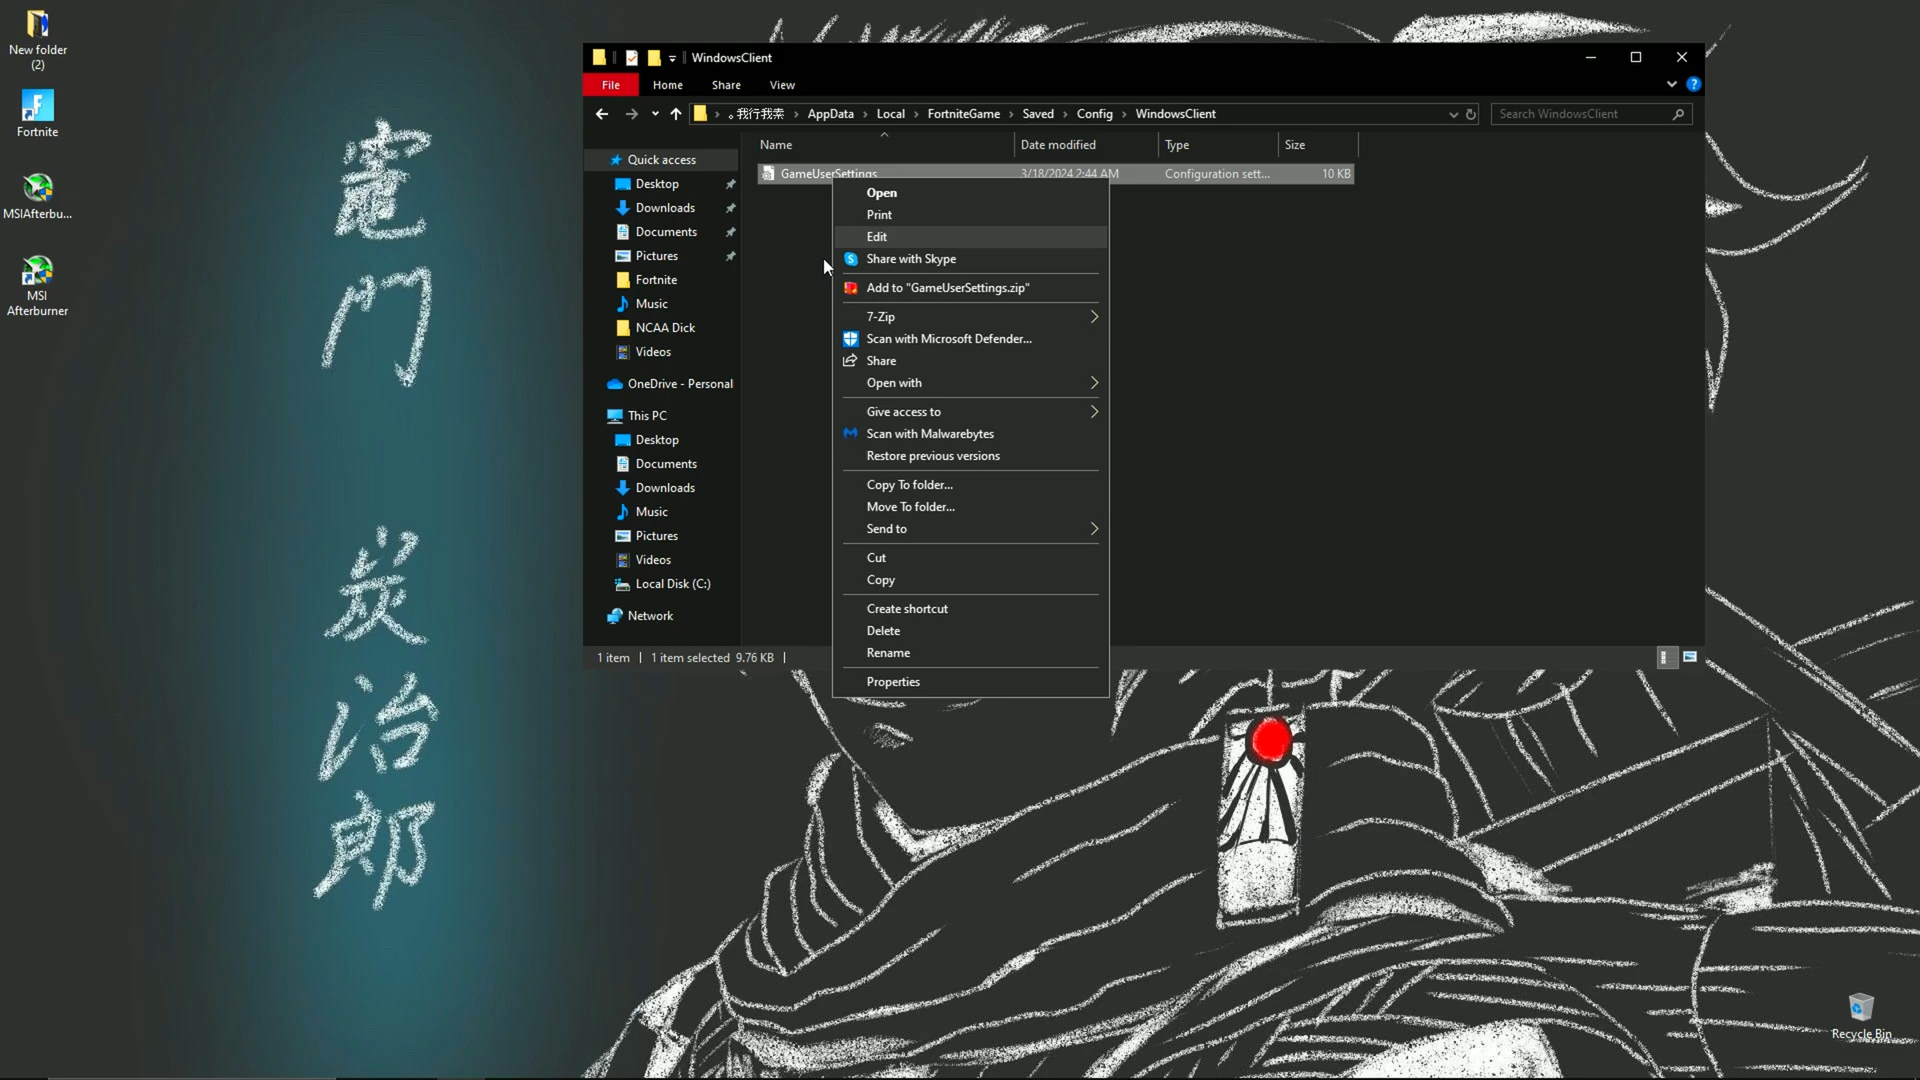 New folder
(2)
Fortnite
MSIAfterbu...
MSI
Afterburner
竈
門
炭
治
郎
WindowsClient
File
Home
Share
View
。我行我素 › AppData › Local › FortniteGame › Saved › Config › WindowsClient
Search WindowsClient
Name
Date modified
Type
Size
GameUserSettings
3/18/2024 2:44 AM
Configuration sett...
10 KB
Quick access
Desktop
Downloads
Documents
Pictures
Fortnite
Music
NCAA Dick
Videos
OneDrive - Personal
This PC
Desktop
Documents
Downloads
Music
Pictures
Videos
Local Disk (C:)
Network
Open
Print
Edit
Share with Skype
Add to "GameUserSettings.zip"
7-Zip
Scan with Microsoft Defender...
Share
Open with
Give access to
Scan with Malwarebytes
Restore previous versions
Copy To folder...
Move To folder...
Send to
Cut
Copy
Create shortcut
Delete
Rename
Properties
1 item
1 item selected 9.76 KB
Recycle Bin